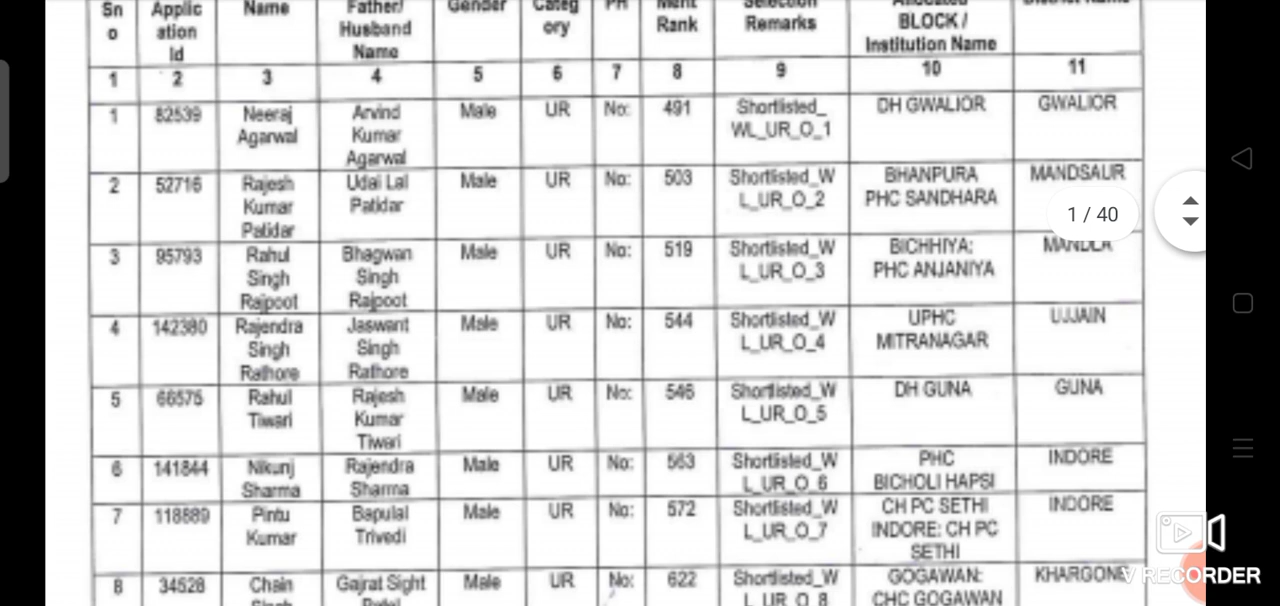 Sn Applic Name Father/ Gender Categ PH Merit Selection Allocated District Name
o ation Husband ory Rank Remarks BLOCK /
Id Name Institution Name
1 2 3 4 5 6 7 8 9 10 11
1 82539 Neeraj Arvind Male UR No: 491 Shortlisted_ DH GWALIOR GWALIOR
Agarwal Kumar WL_UR_O_1
Agarwal
2 52716 Rajesh Udai Lal Male UR No: 503 Shortlisted_W BHANPURA MANDSAUR
Kumar Patidar L_UR_O_2 PHC SANDHARA
Patidar
1 / 40
3 95793 Rahul Bhagwan Male UR No: 519 Shortlisted_W BICHHIYA: MANDLA
Singh Singh L_UR_O_3 PHC ANJANIYA
Rajpoot Rajpoot
4 142380 Rajendra Jaswant Male UR No: 544 Shortlisted_W UPHC UJJAIN
Singh Singh L_UR_O_4 MITRANAGAR
Rathore Rathore
5 66575 Rahul Rajesh Male UR No: 546 Shortlisted_W DH GUNA GUNA
Tiwari Kumar L_UR_O_5
Tiwari
6 141844 Nikunj Rajendra Male UR No: 563 Shortlisted_W PHC INDORE
Sharma Sharma L_UR_O_6 BICHOLI HAPSI
7 118889 Pintu Bapulal Male UR No: 572 Shortlisted_W CH PC SETHI INDORE
Kumar Trivedi L_UR_O_7 INDORE: CH PC
SETHI
8 34528 Chain Gajrat Sight Male UR No: 622 Shortlisted_W GOGAWAN: KHARGONE
L_UR_O_8 CHC GOGAWAN
V RECORDER